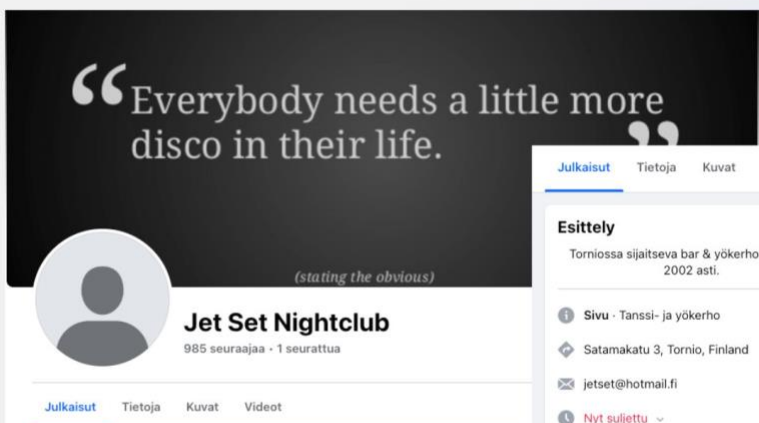 “Everybody needs a little more
disco in their life.”
(stating the obvious)
Jet Set Nightclub
985 seuraajaa • 1 seurattua
Julkaisut Tietoja Kuvat Videot
Julkaisut Tietoja Kuvat
Esittely
Torniossa sijaitseva bar & yökerho
2002 asti.
Sivu · Tanssi- ja yökerho
Satamakatu 3, Tornio, Finland
jetset@hotmail.fi
Nyt suljettu